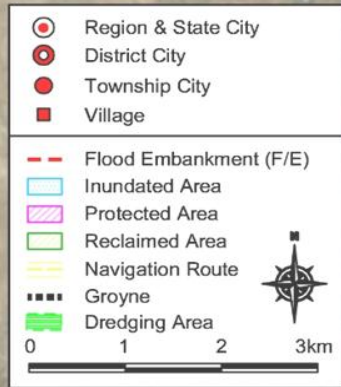 Region & State City
District City
Township City
Village
Flood Embankment (F/E)
Inundated Area
Protected Area
Reclaimed Area
Navigation Route
Groyne
Dredging Area
N
0 1 2 3km